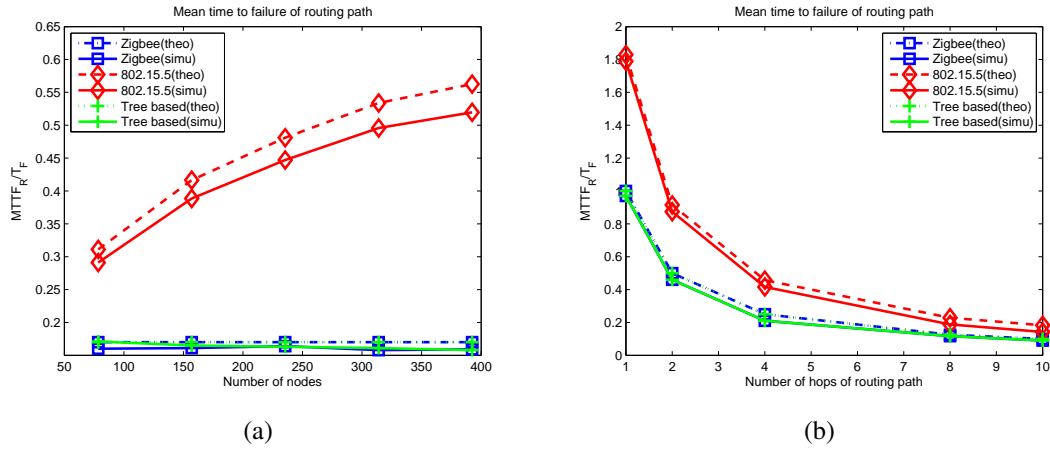 Mean time to failure of routing path
0.65
0.6
0.55
0.5
0.45
0.4
0.35
0.3
0.25
0.2
MTTF_R/T_F
Zigbee(theo)
Zigbee(simu)
802.15.5(theo)
802.15.5(simu)
Tree based(theo)
Tree based(simu)
50 100 150 200 250 300 350 400
Number of nodes
(a)
Mean time to failure of routing path
2
1.8
1.6
1.4
1.2
1
0.8
0.6
0.4
0.2
0
MTTF_R/T_F
Zigbee(theo)
Zigbee(simu)
802.15.5(theo)
802.15.5(simu)
Tree based(theo)
Tree based(simu)
1 2 3 4 5 6 7 8 9 10
Number of hops of routing path
(b)